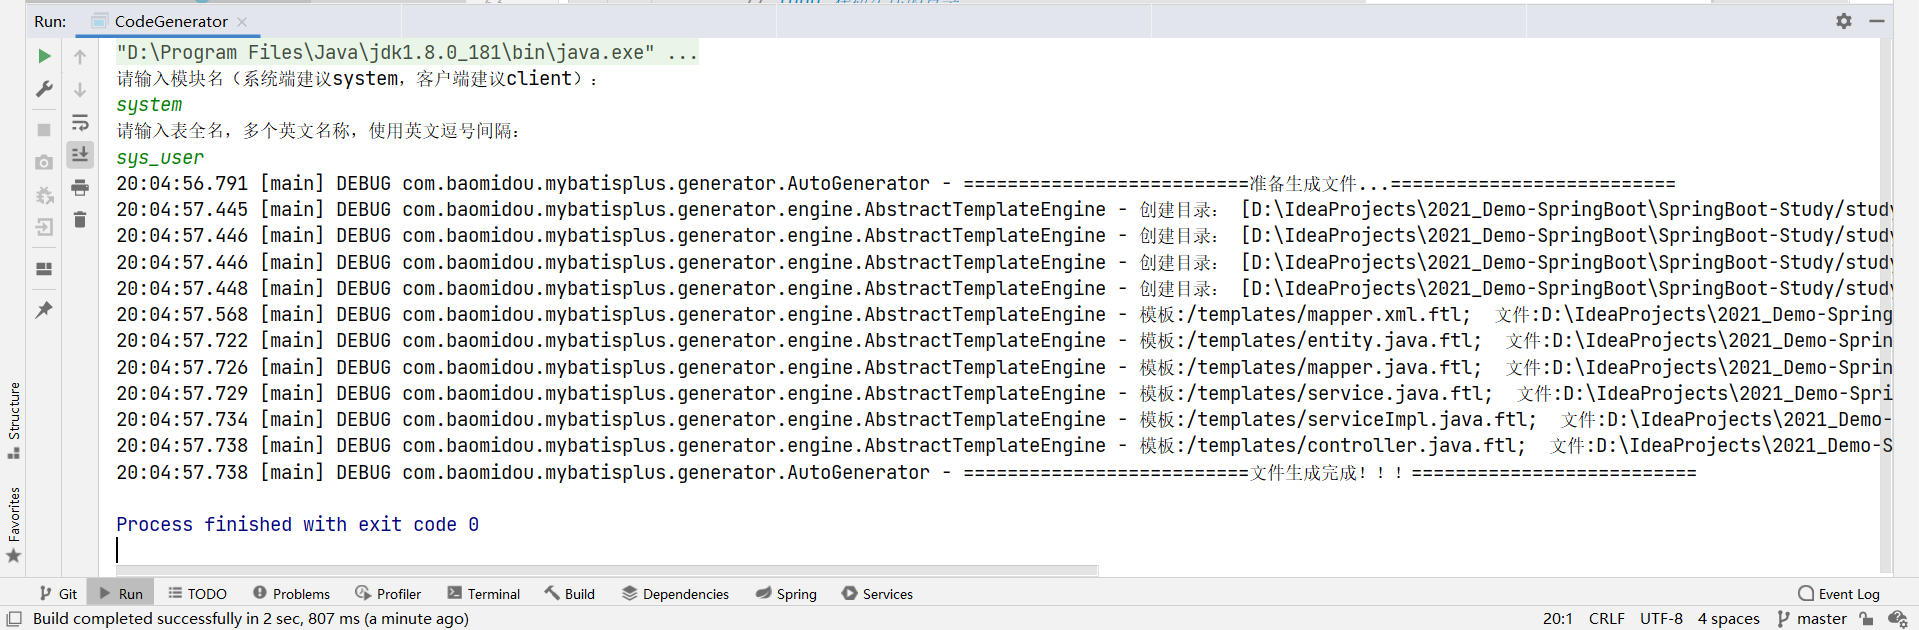 Run: CodeGenerator
"D:\Program Files\Java\jdk1.8.0_181\bin\java.exe" ...
请输入模块名（系统端建议system，客户端建议client）：
system
请输入表全名，多个英文名称，使用英文逗号间隔：
sys_user
20:04:56.791 [main] DEBUG com.baomidou.mybatisplus.generator.AutoGenerator - ==========================准备生成文件...==========================
20:04:57.445 [main] DEBUG com.baomidou.mybatisplus.generator.engine.AbstractTemplateEngine - 创建目录： [D:\IdeaProjects\2021_Demo-SpringBoot\SpringBoot-Study/study
20:04:57.446 [main] DEBUG com.baomidou.mybatisplus.generator.engine.AbstractTemplateEngine - 创建目录： [D:\IdeaProjects\2021_Demo-SpringBoot\SpringBoot-Study/study
20:04:57.446 [main] DEBUG com.baomidou.mybatisplus.generator.engine.AbstractTemplateEngine - 创建目录： [D:\IdeaProjects\2021_Demo-SpringBoot\SpringBoot-Study/study
20:04:57.448 [main] DEBUG com.baomidou.mybatisplus.generator.engine.AbstractTemplateEngine - 创建目录： [D:\IdeaProjects\2021_Demo-SpringBoot\SpringBoot-Study/study
20:04:57.568 [main] DEBUG com.baomidou.mybatisplus.generator.engine.AbstractTemplateEngine - 模板:/templates/mapper.xml.ftl;  文件:D:\IdeaProjects\2021_Demo-Spring
20:04:57.722 [main] DEBUG com.baomidou.mybatisplus.generator.engine.AbstractTemplateEngine - 模板:/templates/entity.java.ftl;  文件:D:\IdeaProjects\2021_Demo-Sprin
20:04:57.726 [main] DEBUG com.baomidou.mybatisplus.generator.engine.AbstractTemplateEngine - 模板:/templates/mapper.java.ftl;  文件:D:\IdeaProjects\2021_Demo-Sprin
20:04:57.729 [main] DEBUG com.baomidou.mybatisplus.generator.engine.AbstractTemplateEngine - 模板:/templates/service.java.ftl;  文件:D:\IdeaProjects\2021_Demo-Spri
20:04:57.734 [main] DEBUG com.baomidou.mybatisplus.generator.engine.AbstractTemplateEngine - 模板:/templates/serviceImpl.java.ftl;  文件:D:\IdeaProjects\2021_Demo-
20:04:57.738 [main] DEBUG com.baomidou.mybatisplus.generator.engine.AbstractTemplateEngine - 模板:/templates/controller.java.ftl;  文件:D:\IdeaProjects\2021_Demo-S
20:04:57.738 [main] DEBUG com.baomidou.mybatisplus.generator.AutoGenerator - ==========================文件生成完成！！！==========================
Process finished with exit code 0
Structure
Favorites
Git Run TODO Problems Profiler Terminal Build Dependencies Spring Services Event Log
Build completed successfully in 2 sec, 807 ms (a minute ago) 20:1 CRLF UTF-8 4 spaces master